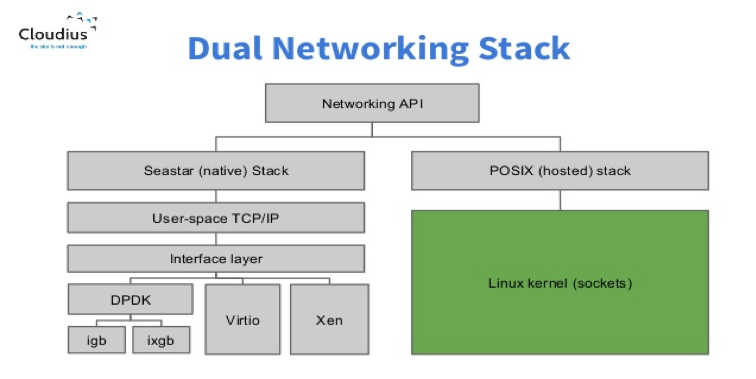 Cloudius
the sky is not enough
Dual Networking Stack
Networking API
Seastar (native) Stack
POSIX (hosted) stack
User-space TCP/IP
Interface layer
Linux kernel (sockets)
DPDK
Virtio
Xen
igb
ixgb